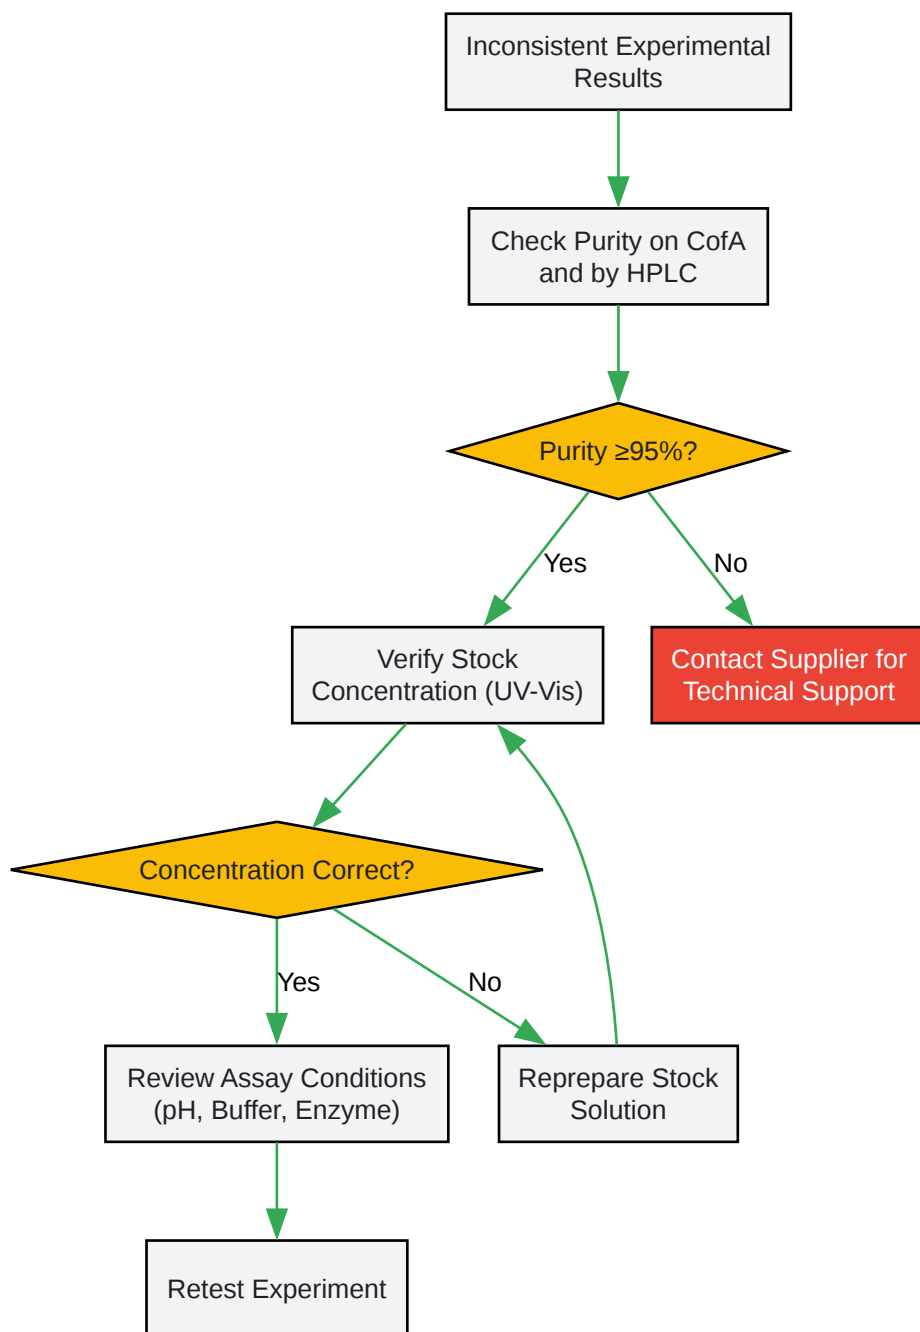 Inconsistent Experimental
Results
Check Purity on CofA
and by HPLC
Purity ≥95%?
Yes
No
Verify Stock
Concentration (UV-Vis)
Contact Supplier for
Technical Support
Concentration Correct?
Yes
No
Review Assay Conditions
(pH, Buffer, Enzyme)
Reprepare Stock
Solution
Retest Experiment